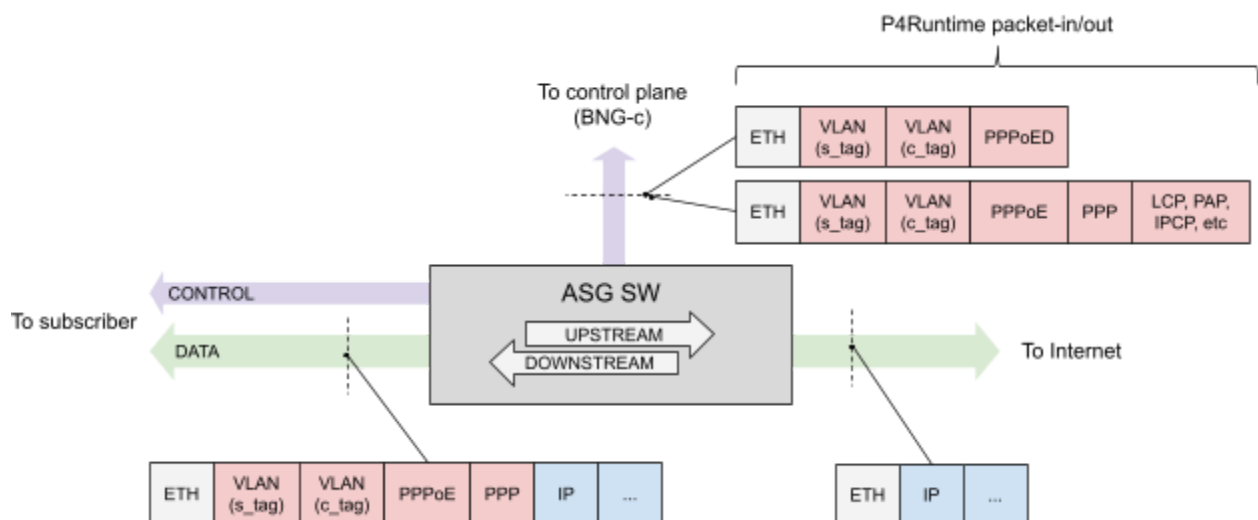 P4Runtime packet-in/out
To control plane
(BNG-c)
ETH
VLAN
(s_tag)
VLAN
(c_tag)
PPPoED
ETH
VLAN
(s_tag)
VLAN
(c_tag)
PPPoE
PPP
LCP, PAP,
IPCP, etc
ASG SW
CONTROL
To subscriber
UPSTREAM
DATA
DOWNSTREAM
To Internet
ETH
VLAN
(s_tag)
VLAN
(c_tag)
PPPoE
PPP
IP
...
ETH
IP
...